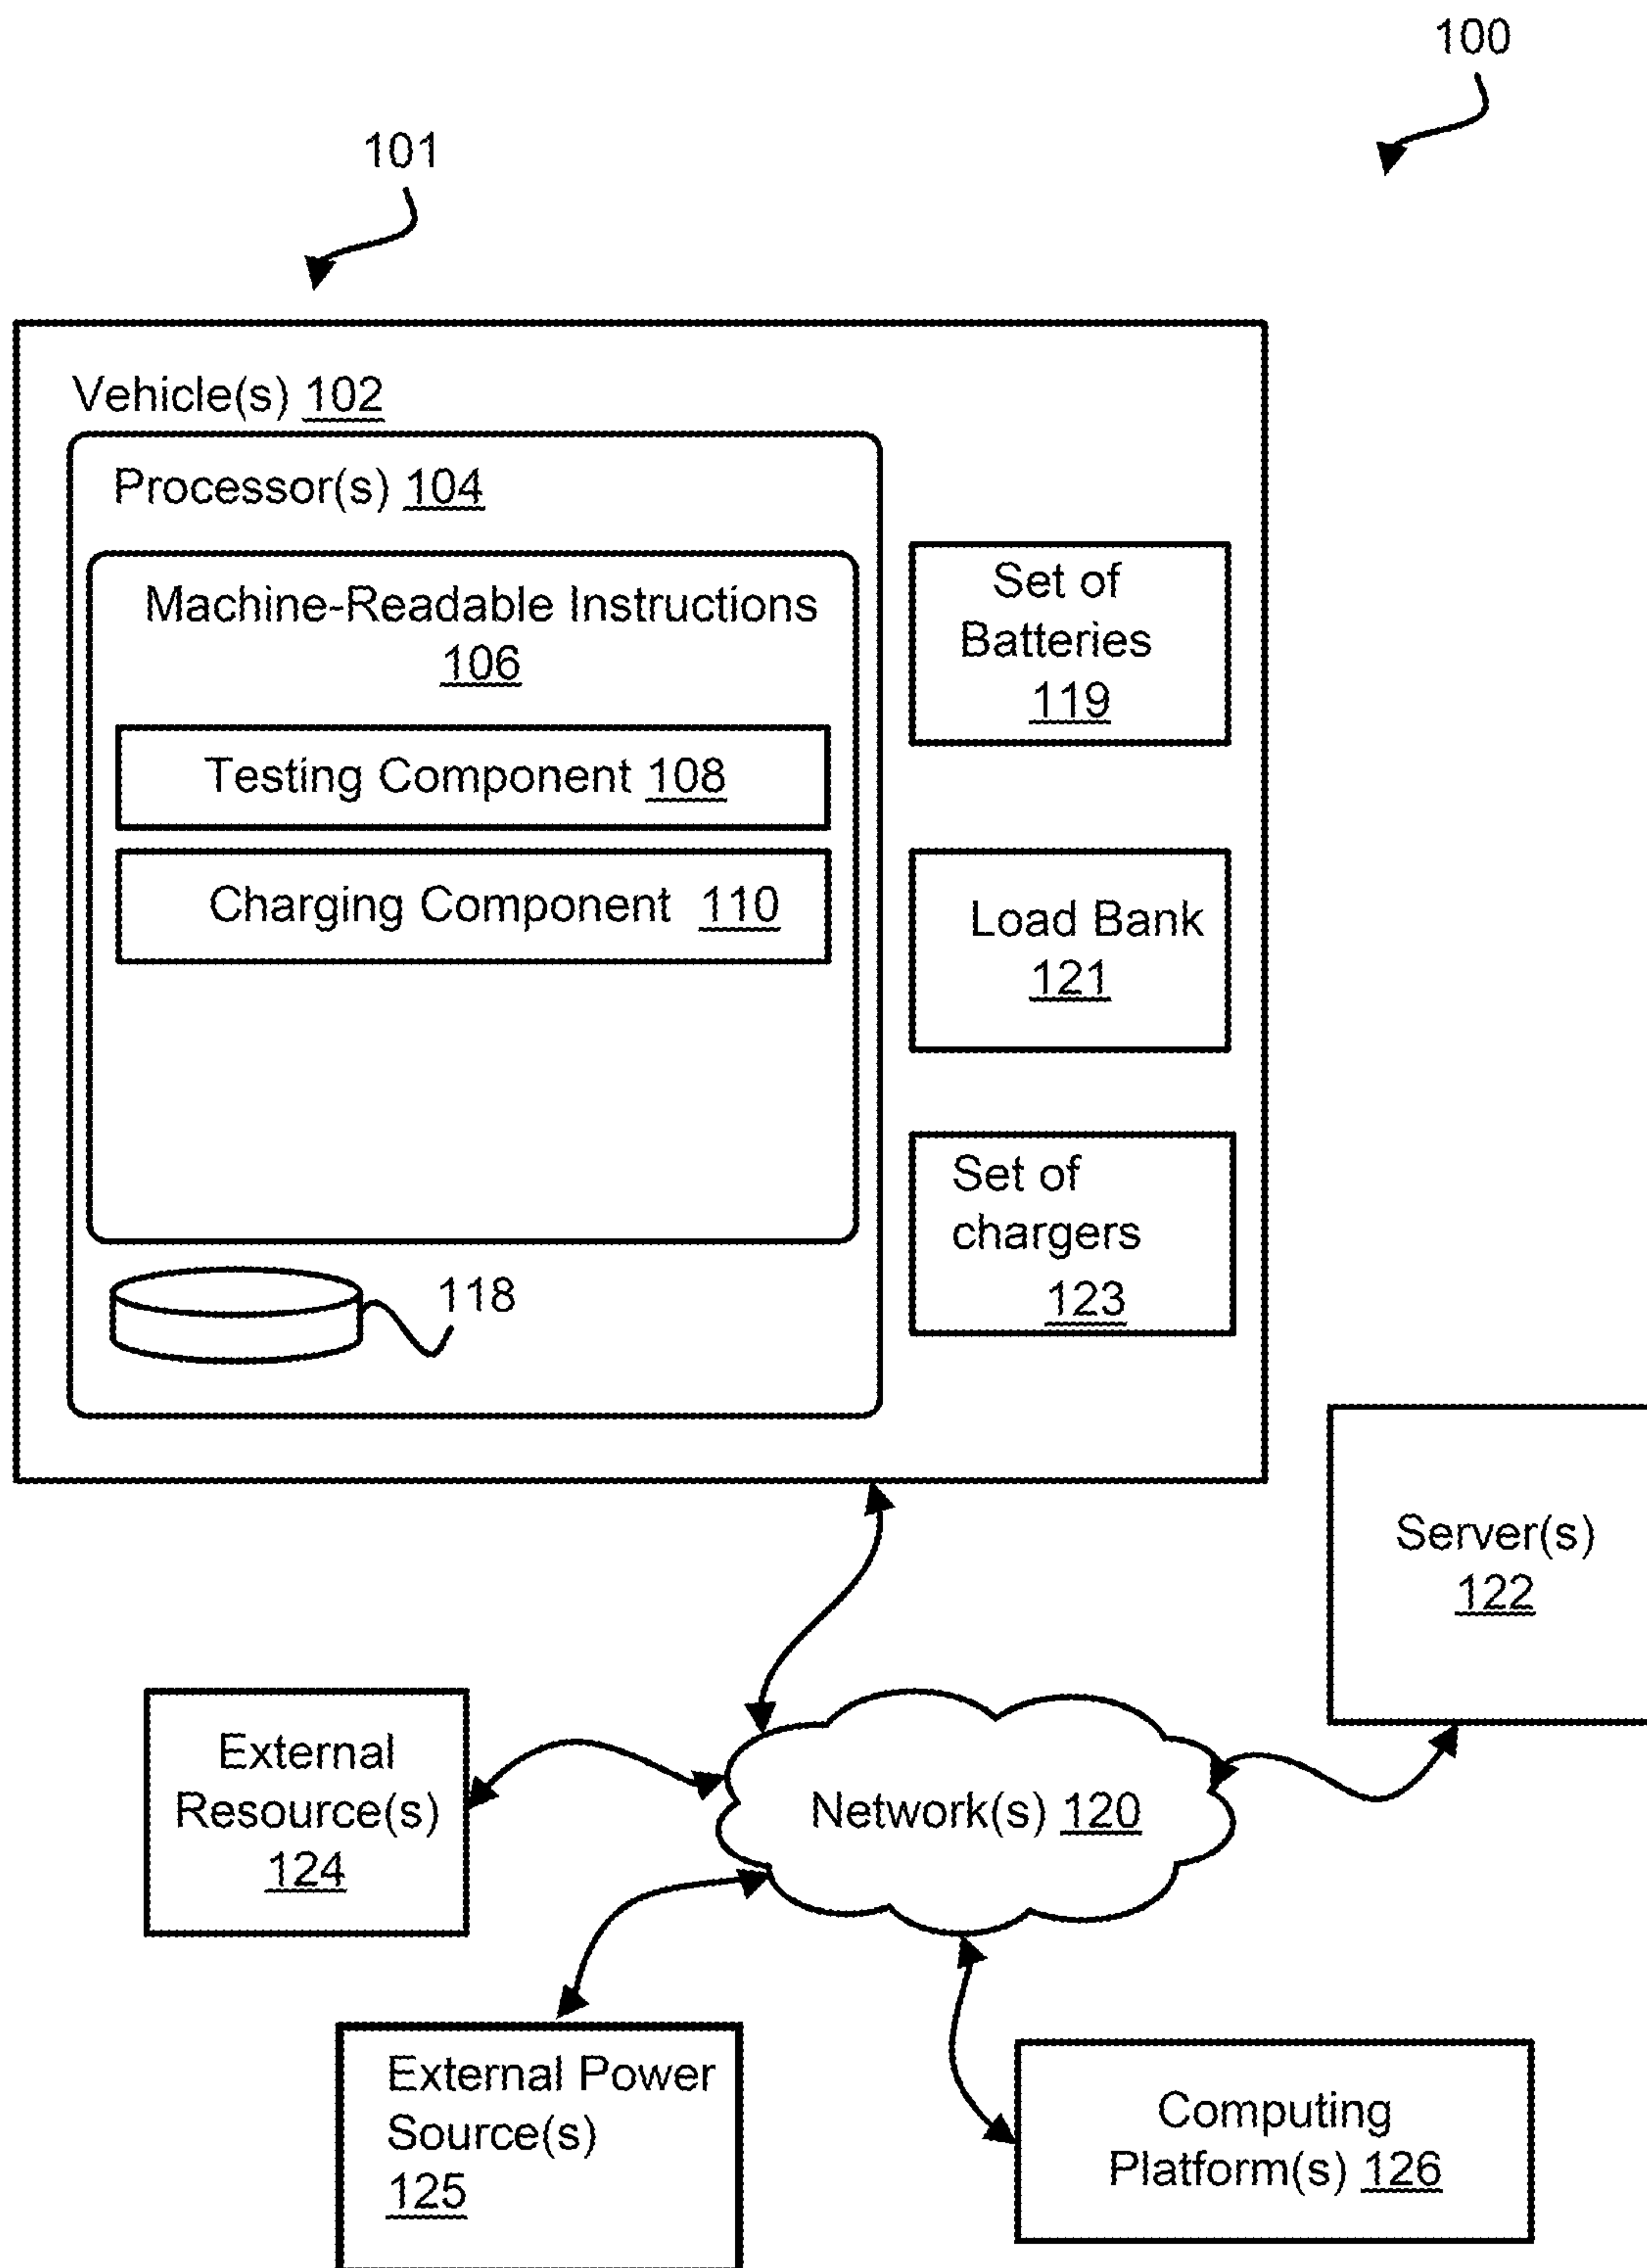 100
101
Vehicle(s) 102
Processor(s) 104
Machine-Readable Instructions
106
Testing Component 108
Charging Component 110
118
Set of
Batteries
119
Load Bank
121
Set of
chargers
123
Server(s)
122
External
Resource(s)
124
Network(s) 120
External Power
Source(s)
125
Computing
Platform(s) 126